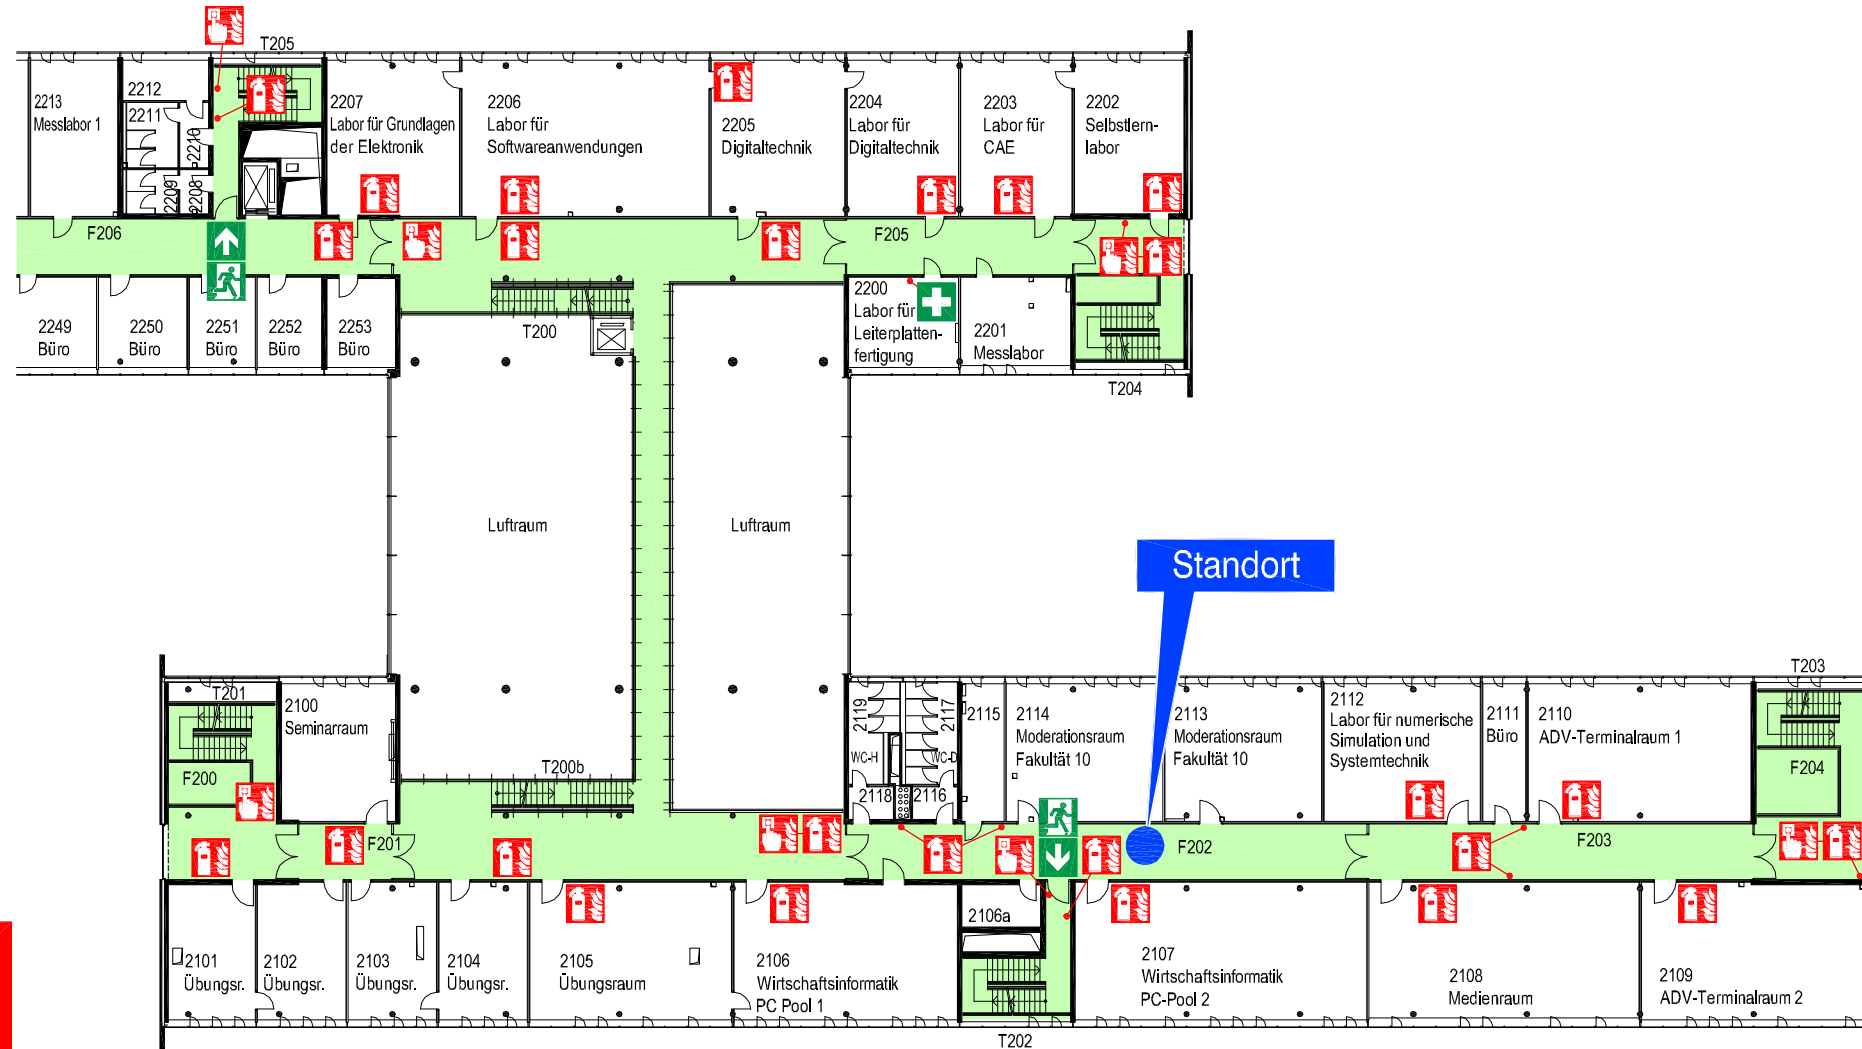 T205
2213
Messlabor 1
2212
2211
2210
2209
2208
2207
Labor für Grundlagen
der Elektronik
2206
Labor für
Softwareanwendungen
2205
Digitaltechnik
2204
Labor für
Digitaltechnik
2203
Labor für
CAE
2202
Selbstlern-
labor
F206
F205
2249
Büro
2250
Büro
2251
Büro
2252
Büro
2253
Büro
T200
2200
Labor für
Leiterplatten-
fertigung
2201
Messlabor
T204
Luftraum
Luftraum
Standort
T203
T201
2100
Seminarraum
F200
T200b
2119
WC-H
2118
2117
WC-D
2116
2115
2114
Moderationsraum
Fakultät 10
2113
Moderationsraum
Fakultät 10
2112
Labor für numerische
Simulation und
Systemtechnik
2111
Büro
2110
ADV-Terminalraum 1
F204
F201
F202
F203
2101
Übungsr.
2102
Übungsr.
2103
Übungsr.
2104
Übungsr.
2105
Übungsraum
2106
Wirtschaftsinformatik
PC Pool 1
2106a
2107
Wirtschaftsinformatik
PC-Pool 2
2108
Medienraum
2109
ADV-Terminalraum 2
T202